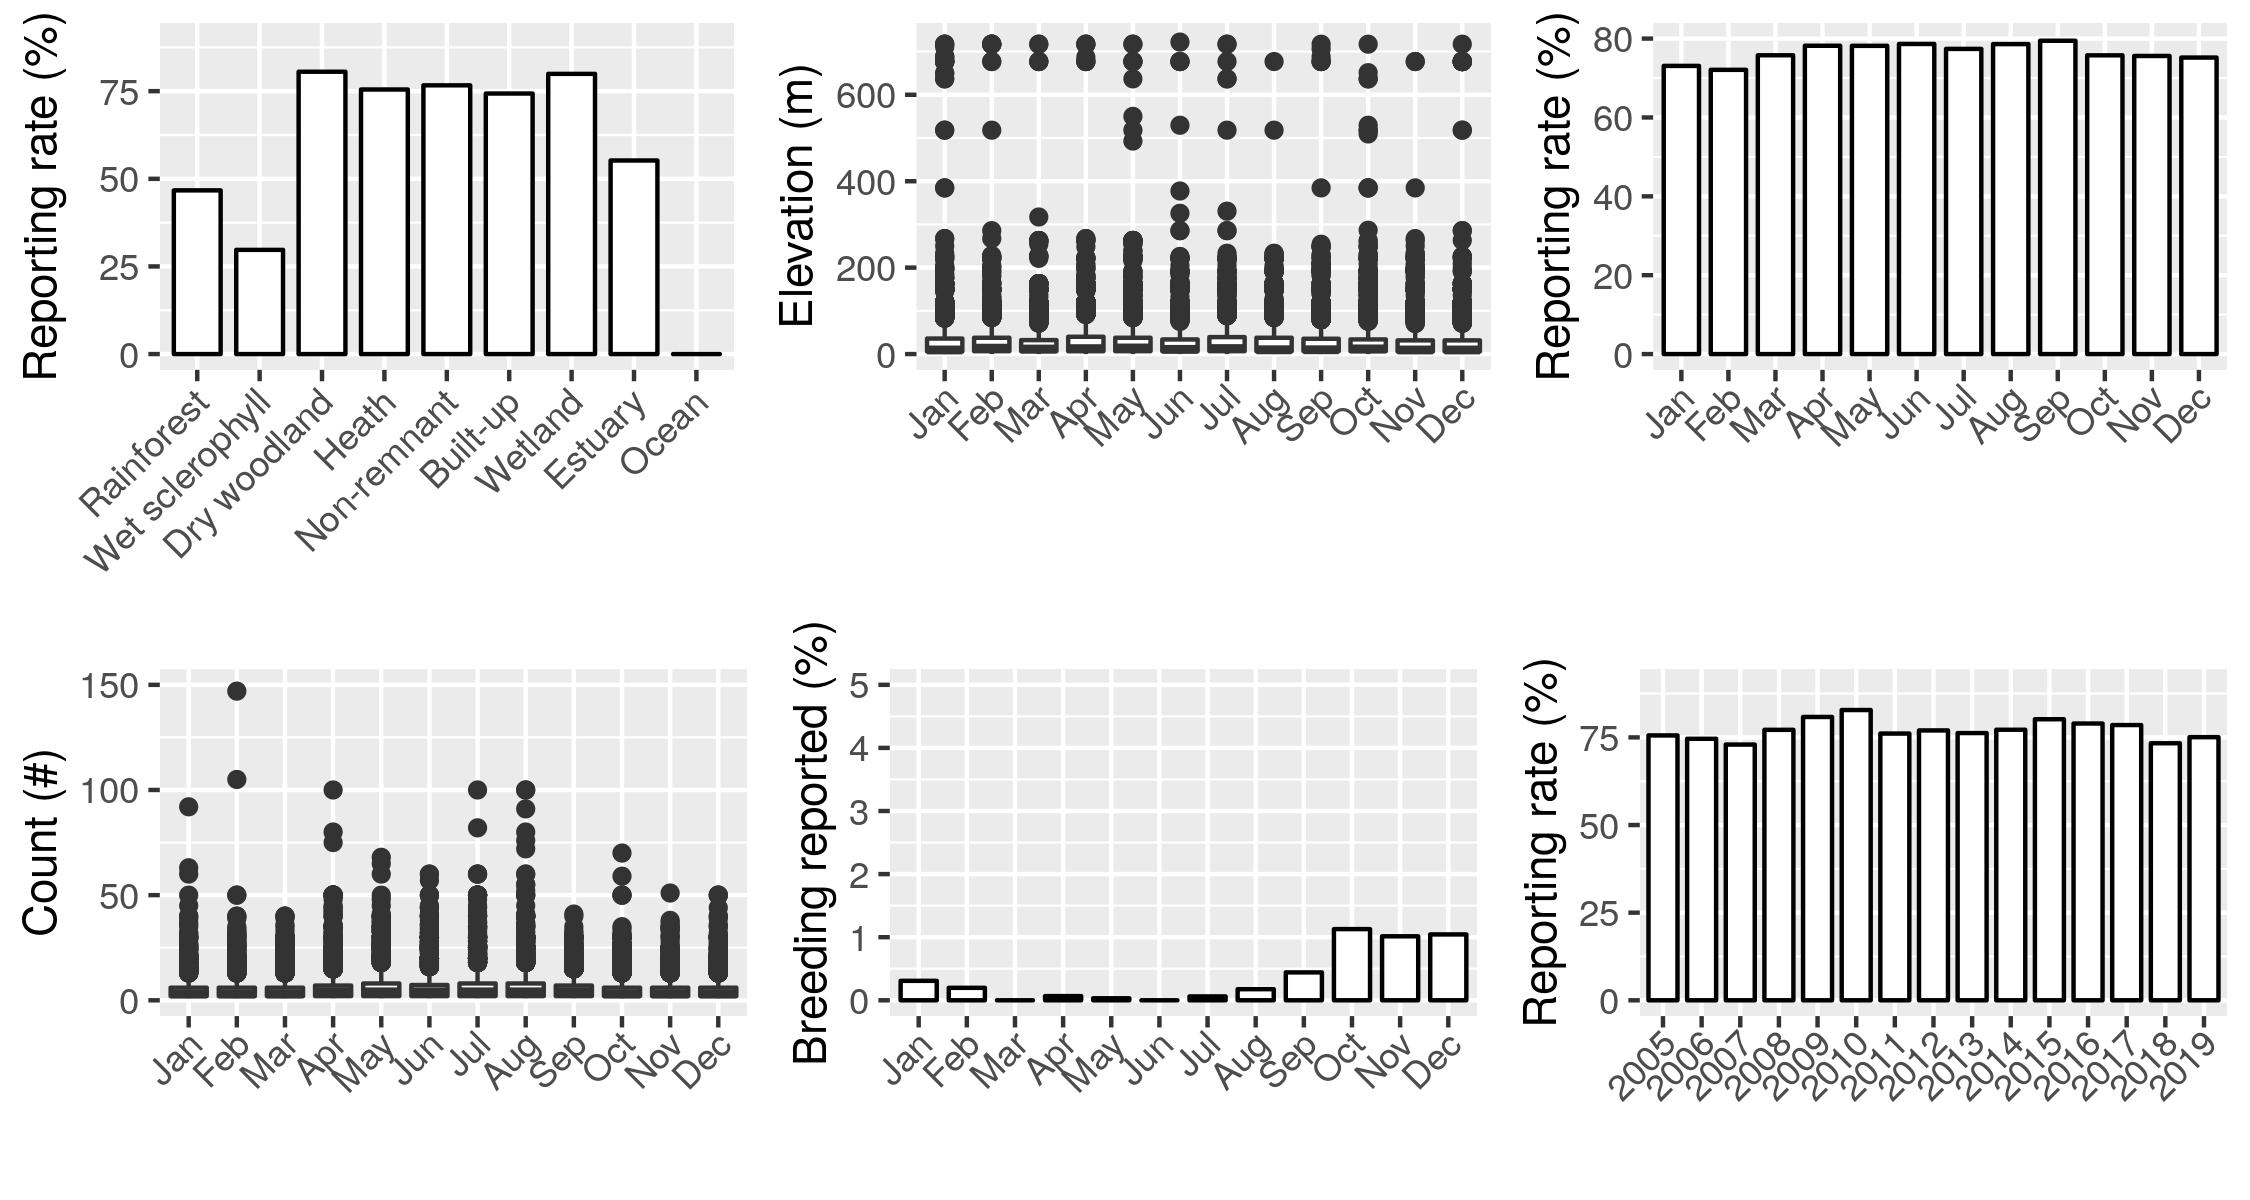 Reporting rate (%)
75
50
25
0
Rainforest
Wet sclerophyll
Dry woodland
Heath
Non-remnant
Built-up
Wetland
Estuary
Ocean
Elevation (m)
600
400
200
0
Jan
Feb
Mar
Apr
May
Jun
Jul
Aug
Sep
Oct
Nov
Dec
Reporting rate (%)
80
60
40
20
0
Jan
Feb
Mar
Apr
May
Jun
Jul
Aug
Sep
Oct
Nov
Dec
Count (#)
150
100
50
0
Jan
Feb
Mar
Apr
May
Jun
Jul
Aug
Sep
Oct
Nov
Dec
Breeding reported (%)
5
4
3
2
1
0
Jan
Feb
Mar
Apr
May
Jun
Jul
Aug
Sep
Oct
Nov
Dec
Reporting rate (%)
75
50
25
0
2005
2006
2007
2008
2009
2010
2011
2012
2013
2014
2015
2016
2017
2018
2019